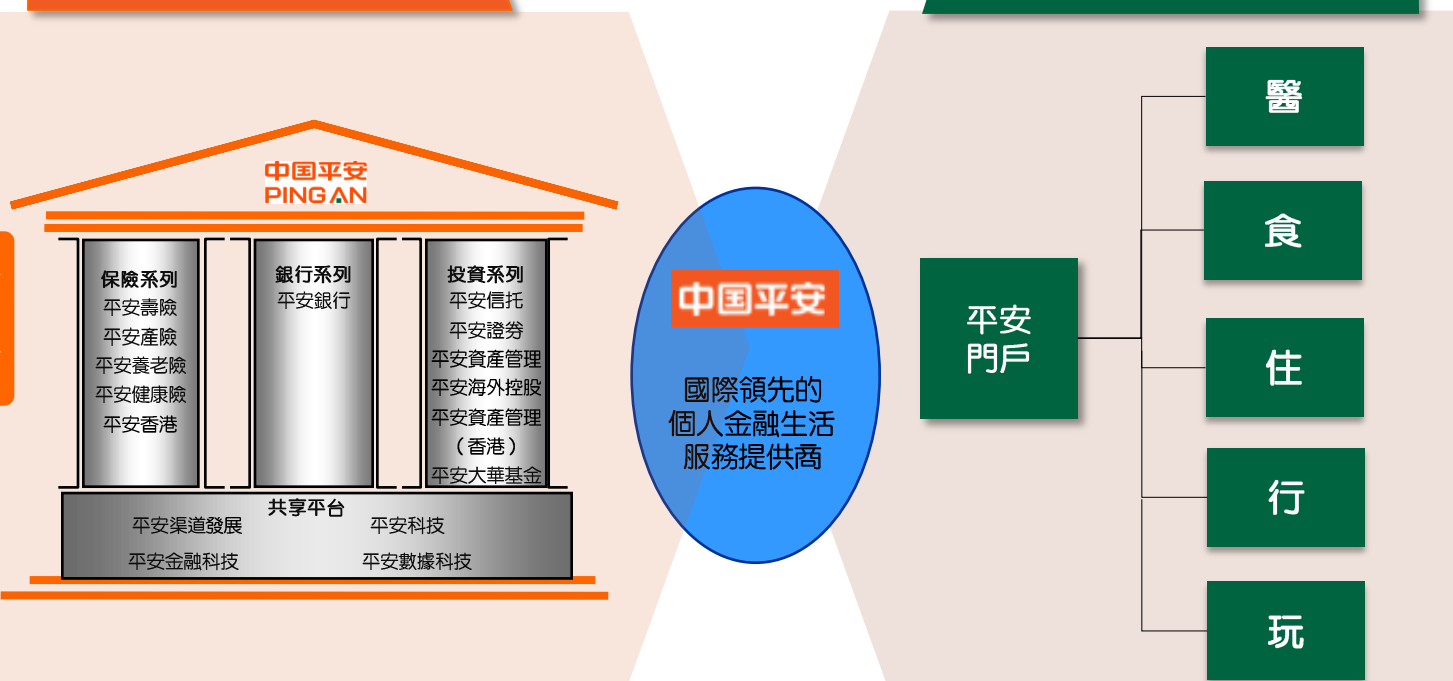 中国平安
PINGAN
保險系列
平安壽險
平安產險
平安養老險
平安健康險
平安香港
銀行系列
平安銀行
投資系列
平安信托
平安證券
平安資產管理
平安海外控股
平安資產管理
（香港）
平安大華基金
共享平台
平安渠道發展
平安科技
平安金融科技
平安數據科技
中国平安
國際領先的
個人金融生活
服務提供商
平安
門戶
醫
食
住
行
玩